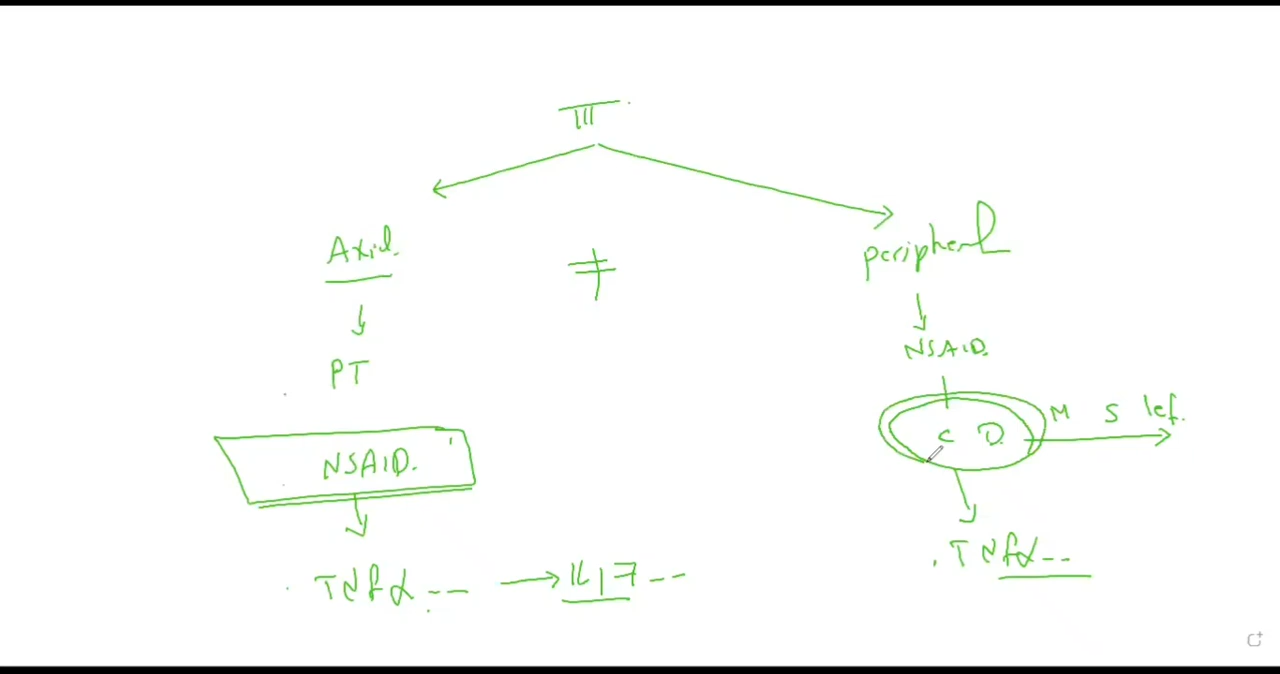 III
Axial
peripheral
PT
NSAID.
NSAID.
C D. M S lef.
TNFα -- IL17 --
TNFα --